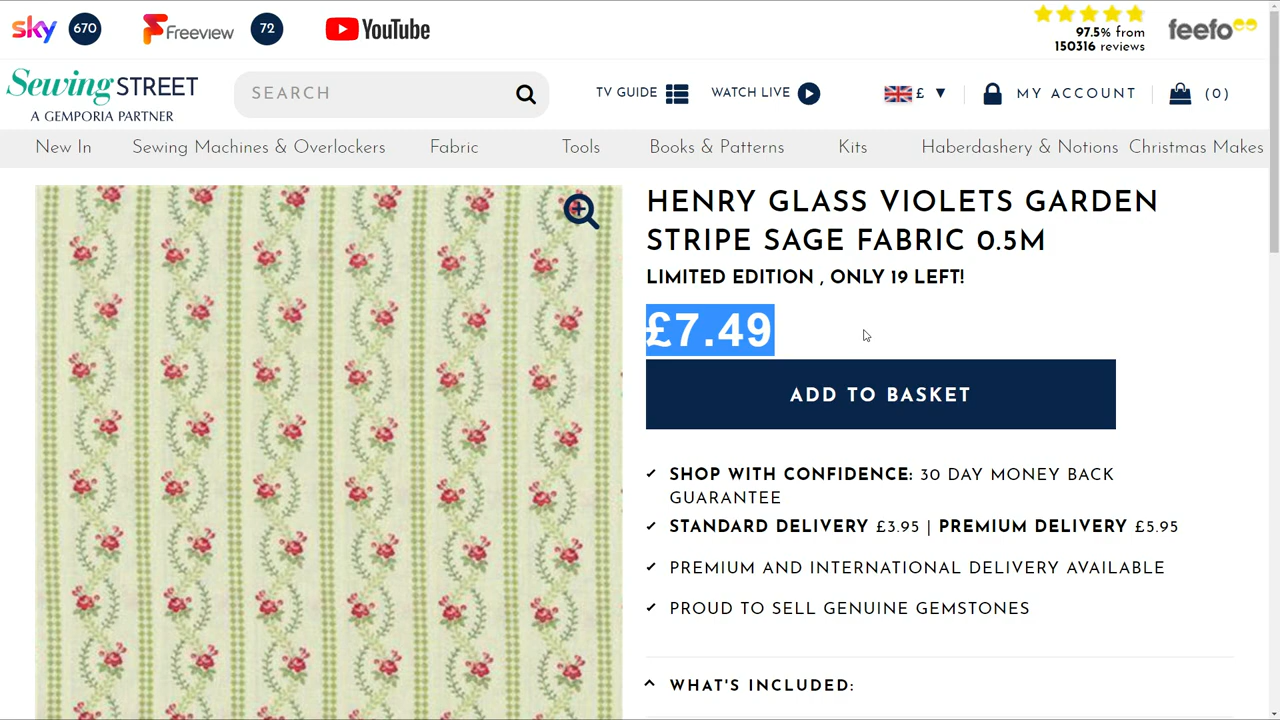 sky 670 Freeview 72 YouTube
97.5% from
150316 reviews
feefo
Sewing STREET
A GEMPORIA PARTNER
SEARCH
TV GUIDE WATCH LIVE £ ▼ MY ACCOUNT (0)
New In Sewing Machines & Overlockers Fabric Tools Books & Patterns Kits Haberdashery & Notions Christmas Makes
HENRY GLASS VIOLETS GARDEN
STRIPE SAGE FABRIC 0.5M
LIMITED EDITION , ONLY 19 LEFT!
£7.49
ADD TO BASKET
SHOP WITH CONFIDENCE: 30 DAY MONEY BACK
GUARANTEE
STANDARD DELIVERY £3.95 | PREMIUM DELIVERY £5.95
PREMIUM AND INTERNATIONAL DELIVERY AVAILABLE
PROUD TO SELL GENUINE GEMSTONES
WHAT'S INCLUDED: